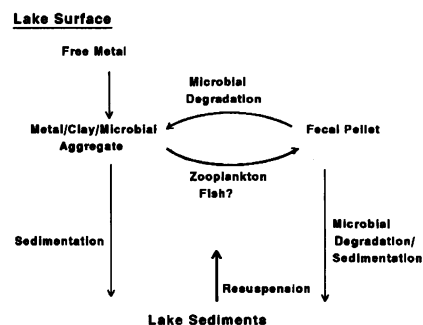 Lake Surface
Free Metal
Microbial
Degradation
Metal/Clay/Microbial
Aggregate
Fecal Pellet
Zooplankton
Fish?
Sedimentation
Microbial
Degradation/
Sedimentation
Resuspension
Lake Sediments